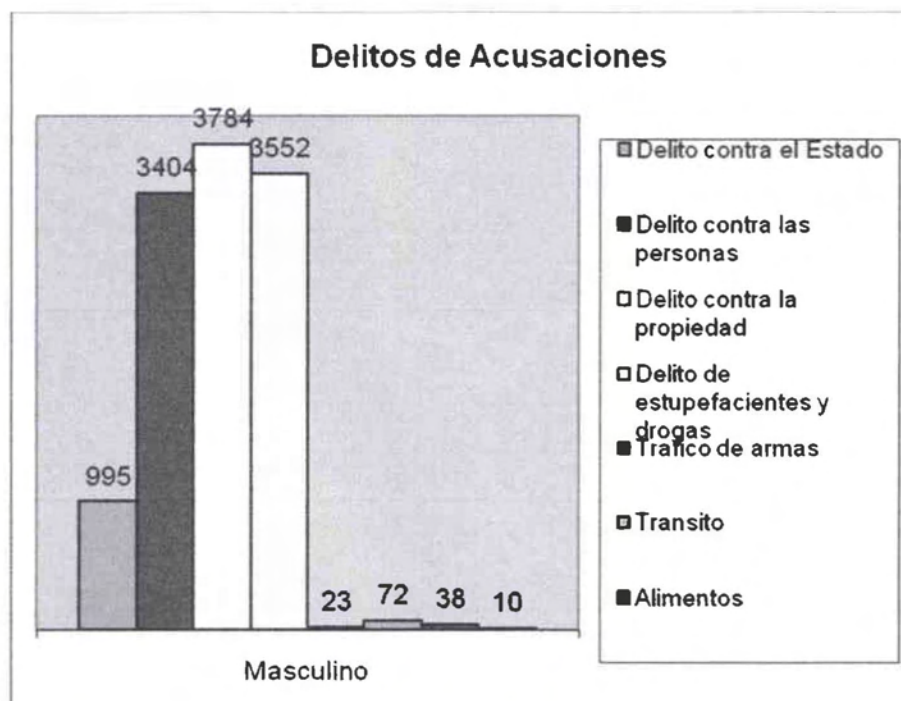 Delitos de Acusaciones
3784
3552
3404
995
23
72
38
10
Masculino
Delito contra el Estado
Delito contra las
personas
Delito contra la
propiedad
Delito de
estupefacientes y
drogas
Trafico de armas
Transito
Alimentos